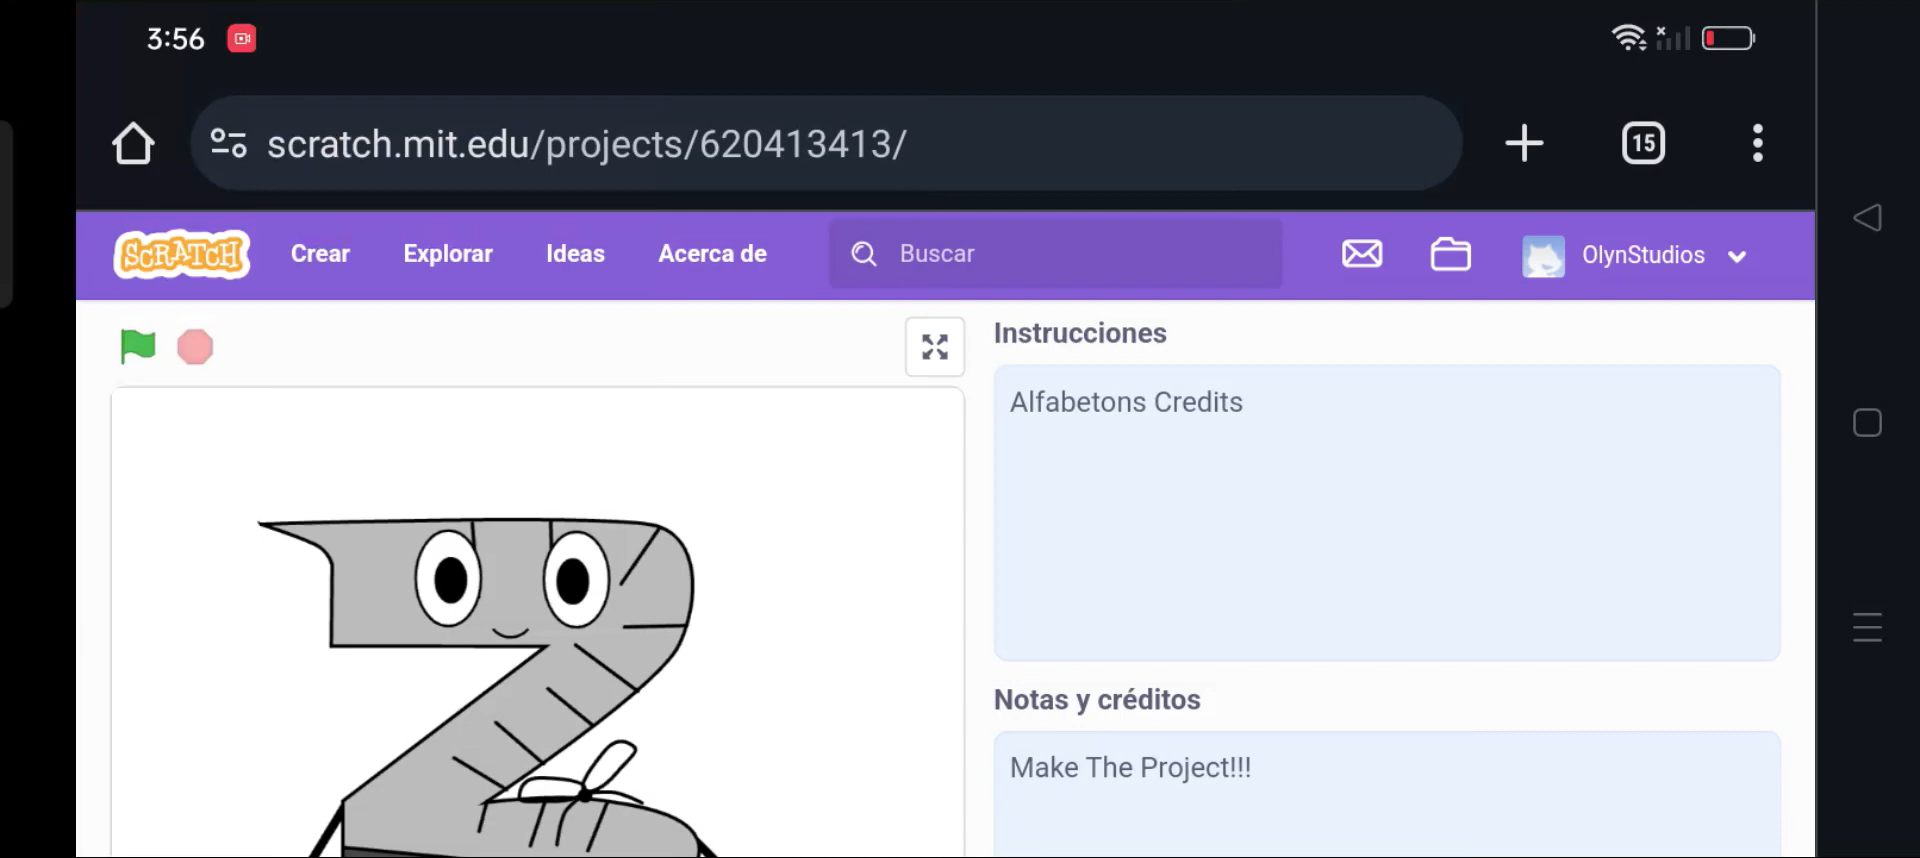 3:56
scratch.mit.edu/projects/620413413/
15
SCRATCH
Crear
Explorar
Ideas
Acerca de
Buscar
OlynStudios
Instrucciones
Alfabetons Credits
Notas y créditos
Make The Project!!!